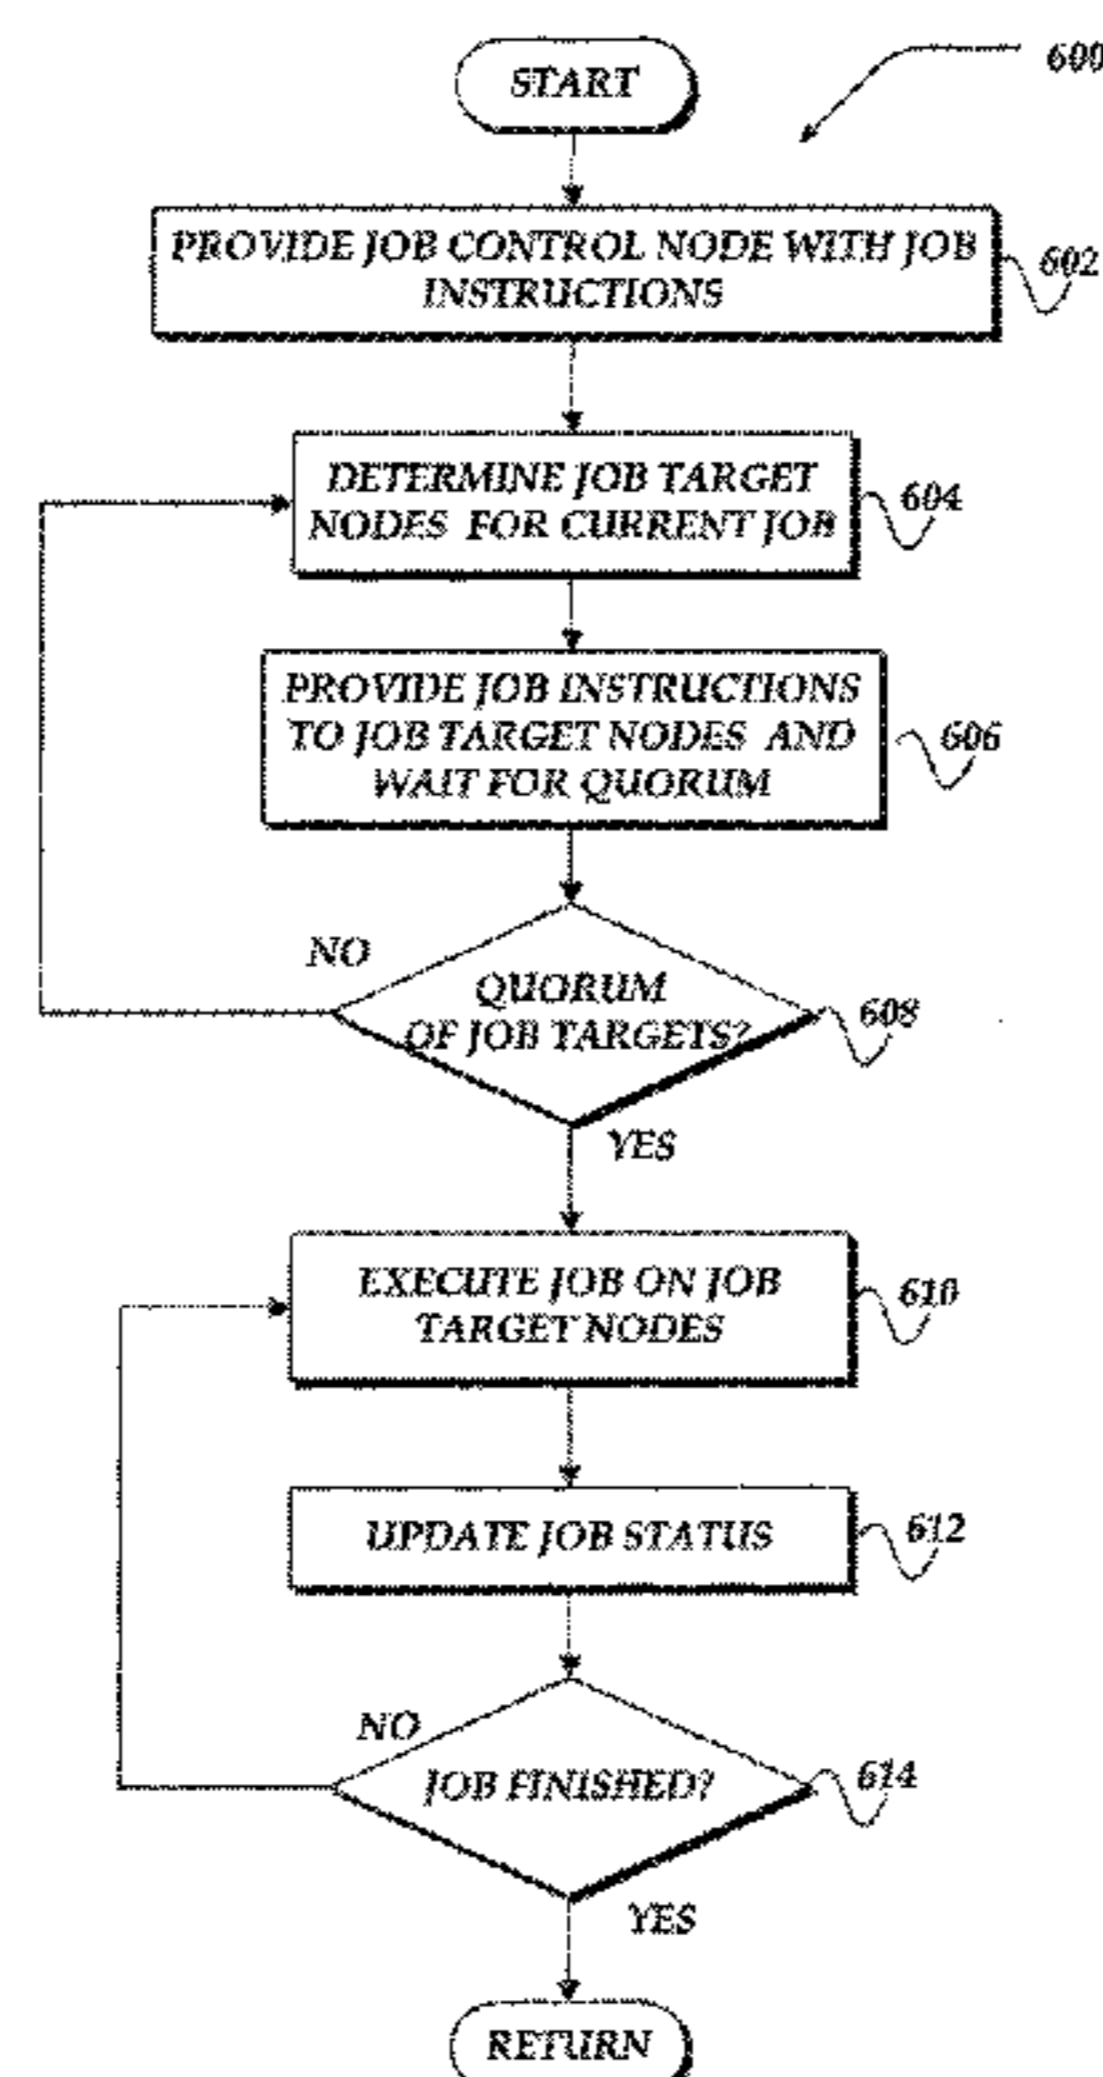 START
600
PROVIDE JOB CONTROL NODE WITH JOB
INSTRUCTIONS
602
DETERMINE JOB TARGET
NODES FOR CURRENT JOB
604
PROVIDE JOB INSTRUCTIONS
TO JOB TARGET NODES AND
WAIT FOR QUORUM
606
NO
QUORUM
OF JOB TARGETS?
608
YES
EXECUTE JOB ON JOB
TARGET NODES
610
UPDATE JOB STATUS
612
NO
JOB FINISHED?
614
YES
RETURN